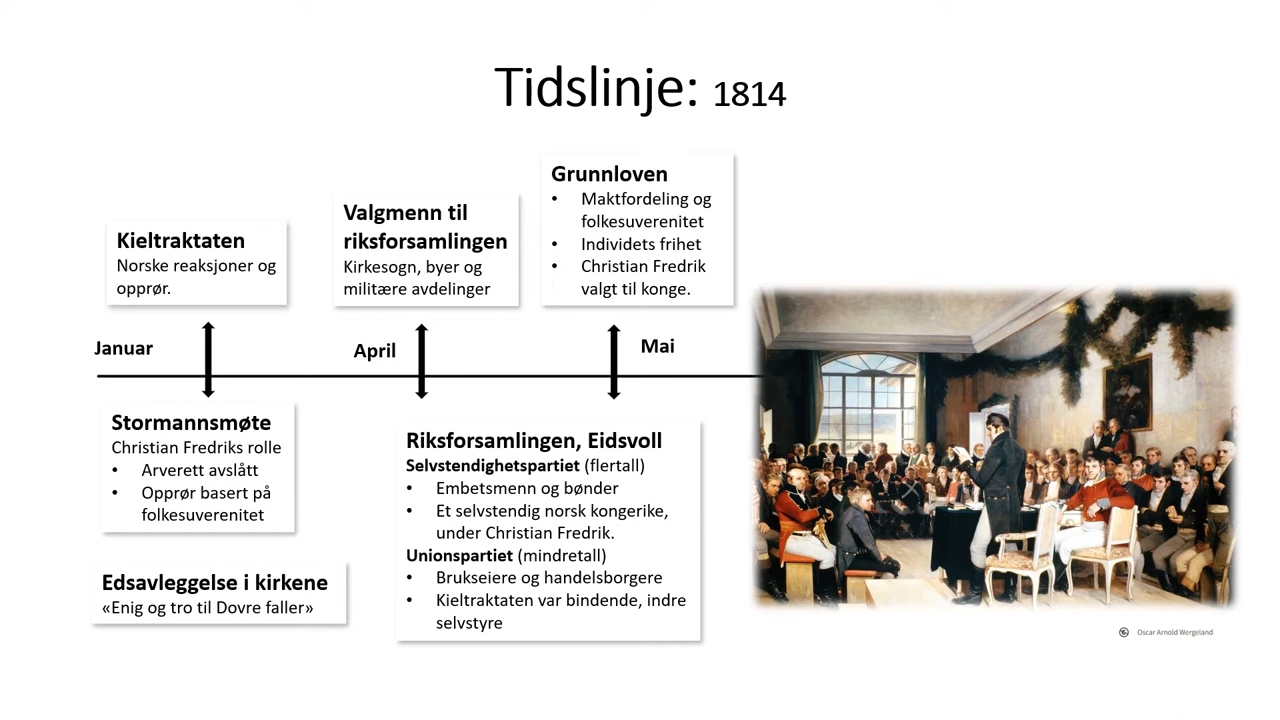 Tidslinje: 1814
Kieltraktaten
Norske reaksjoner og
opprør.
Valgmenn til
riksforsamlingen
Kirkesogn, byer og
militære avdelinger
Grunnloven
• Maktfordeling og
folkesuverenitet
• Individets frihet
• Christian Fredrik
valgt til konge.
Januar
April
Mai
Stormannsmøte
Christian Fredriks rolle
• Arverett avslått
• Opprør basert på
folkesuverenitet
Edsavleggelse i kirkene
«Enig og tro til Dovre faller»
Riksforsamlingen, Eidsvoll
Selvstendighetspartiet (flertall)
• Embetsmenn og bønder
• Et selvstendig norsk kongerike,
under Christian Fredrik.
Unionspartiet (mindretall)
• Brukseiere og handelsborgere
• Kieltraktaten var bindende, indre
selvstyre
Oscar Arnold Wergeland